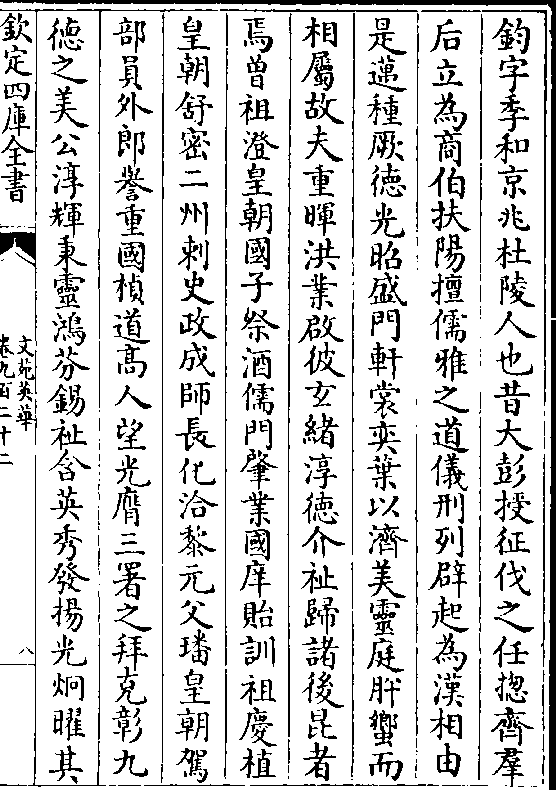 鈞字季和京兆杜陵人也昔大彭授征伐之任揔齊羣
后立為商伯扶陽擅儒雅之道儀刑列辟起為漢相由
是邁種厥德光昭盛門軒裳奕葉以濟美靈庭肸蠁而
相屬故夫重暉洪業啟彼玄緒淳德介祉歸諸後昆者
焉曾祖澄皇朝國子祭酒儒門肇業國庠貽訓祖慶植
皇朝舒密二州刺史政成師長化洽黎元父璠皇朝駕
部員外郎譽重國楨道髙人望光膺三署之拜克彰九
徳之美公淳輝秉靈鴻芬錫祉含英秀發揚光炯曜其
欽定四庫全書
文苑英華
卷九百二十二
八